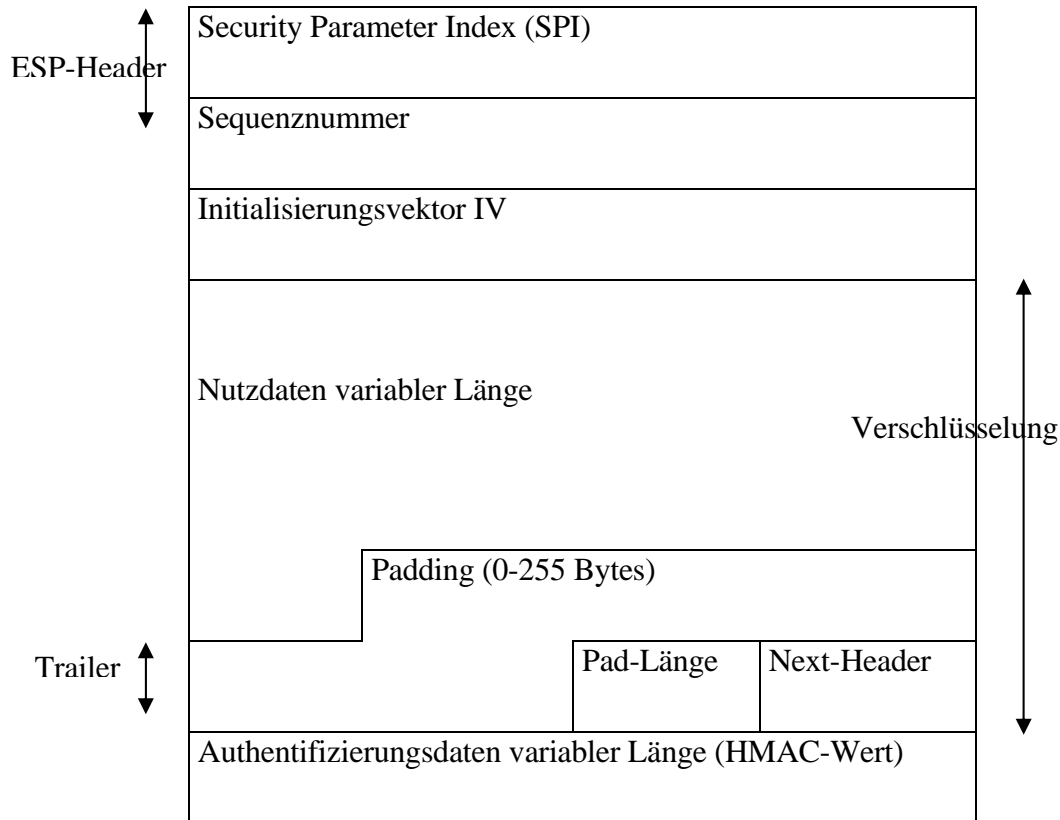 Security Parameter Index (SPI)
ESP-Header
Sequenznummer
Initialisierungsvektor IV
Nutzdaten variabler Länge
Verschlüsselung
Padding (0-255 Bytes)
Trailer
Pad-Länge
Next-Header
Authentifizierungsdaten variabler Länge (HMAC-Wert)